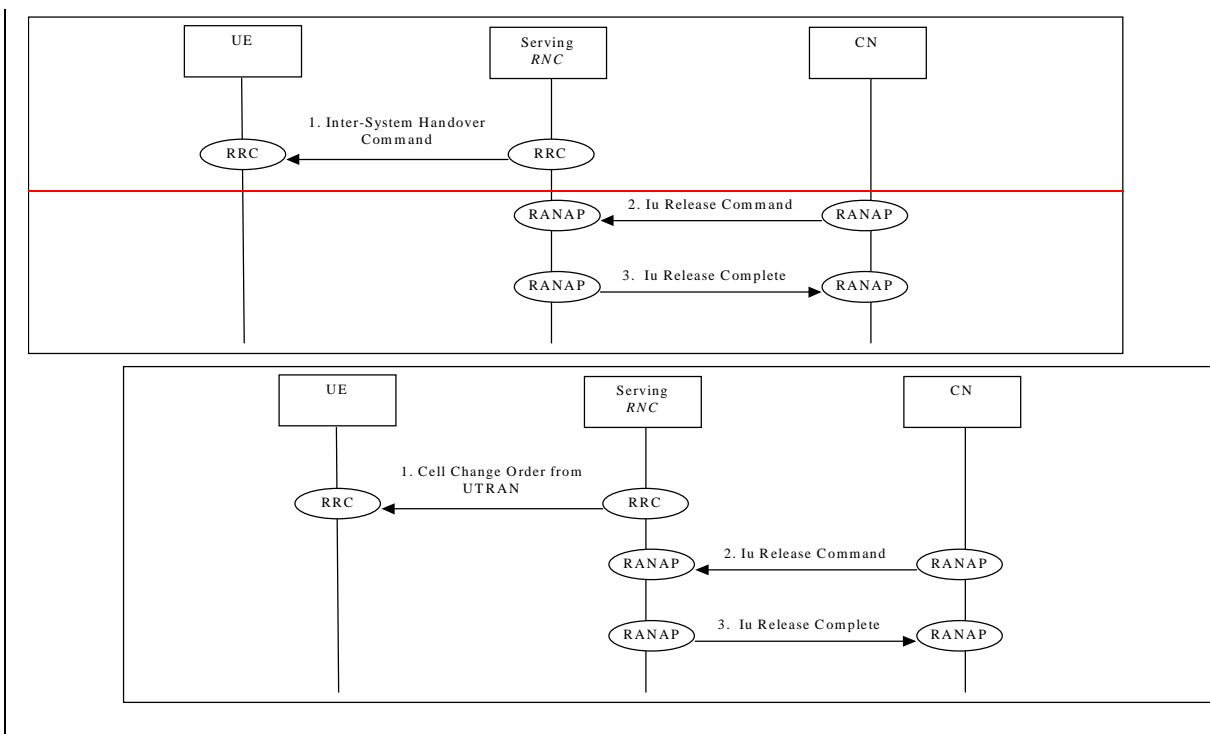 UE
Serving
RNC
CN
1. Inter-System Handover
Command
RRC
RRC
2. Iu Release Command
RANAP
RANAP
3. Iu Release Complete
RANAP
RANAP
UE
Serving
RNC
CN
1. Cell Change Order from
UTRAN
RRC
RRC
2. Iu Release Command
RANAP
RANAP
3. Iu Release Complete
RANAP
RANAP